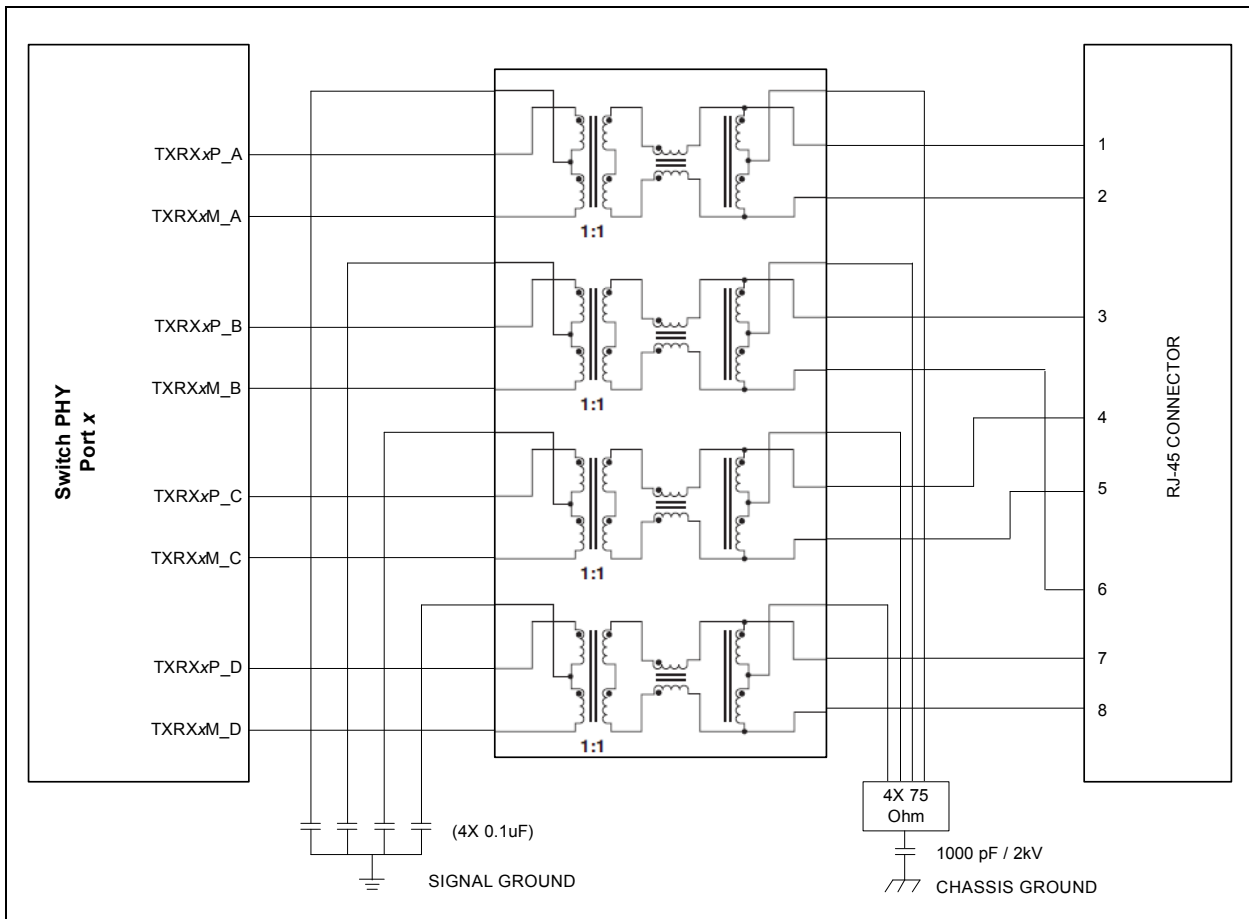 Switch PHY
Port x
TXRXxP_A
TXRXxM_A
TXRXxP_B
TXRXxM_B
TXRXxP_C
TXRXxM_C
TXRXxP_D
TXRXxM_D
1:1
1:1
1:1
1:1
1
2
3
4
5
6
7
8
RJ-45 CONNECTOR
(4X 0.1uF)
SIGNAL GROUND
4X 75
Ohm
1000 pF / 2kV
CHASSIS GROUND